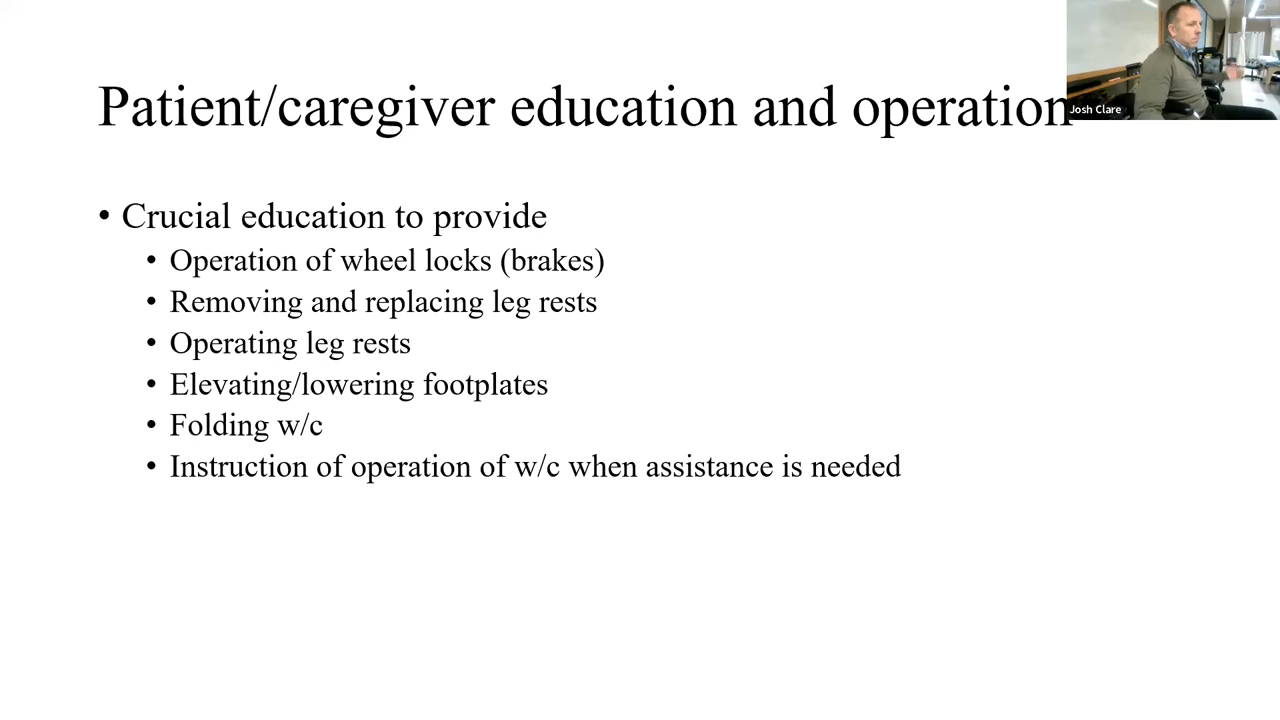 Patient/caregiver education and operation
Josh Clare
• Crucial education to provide
• Operation of wheel locks (brakes)
• Removing and replacing leg rests
• Operating leg rests
• Elevating/lowering footplates
• Folding w/c
• Instruction of operation of w/c when assistance is needed